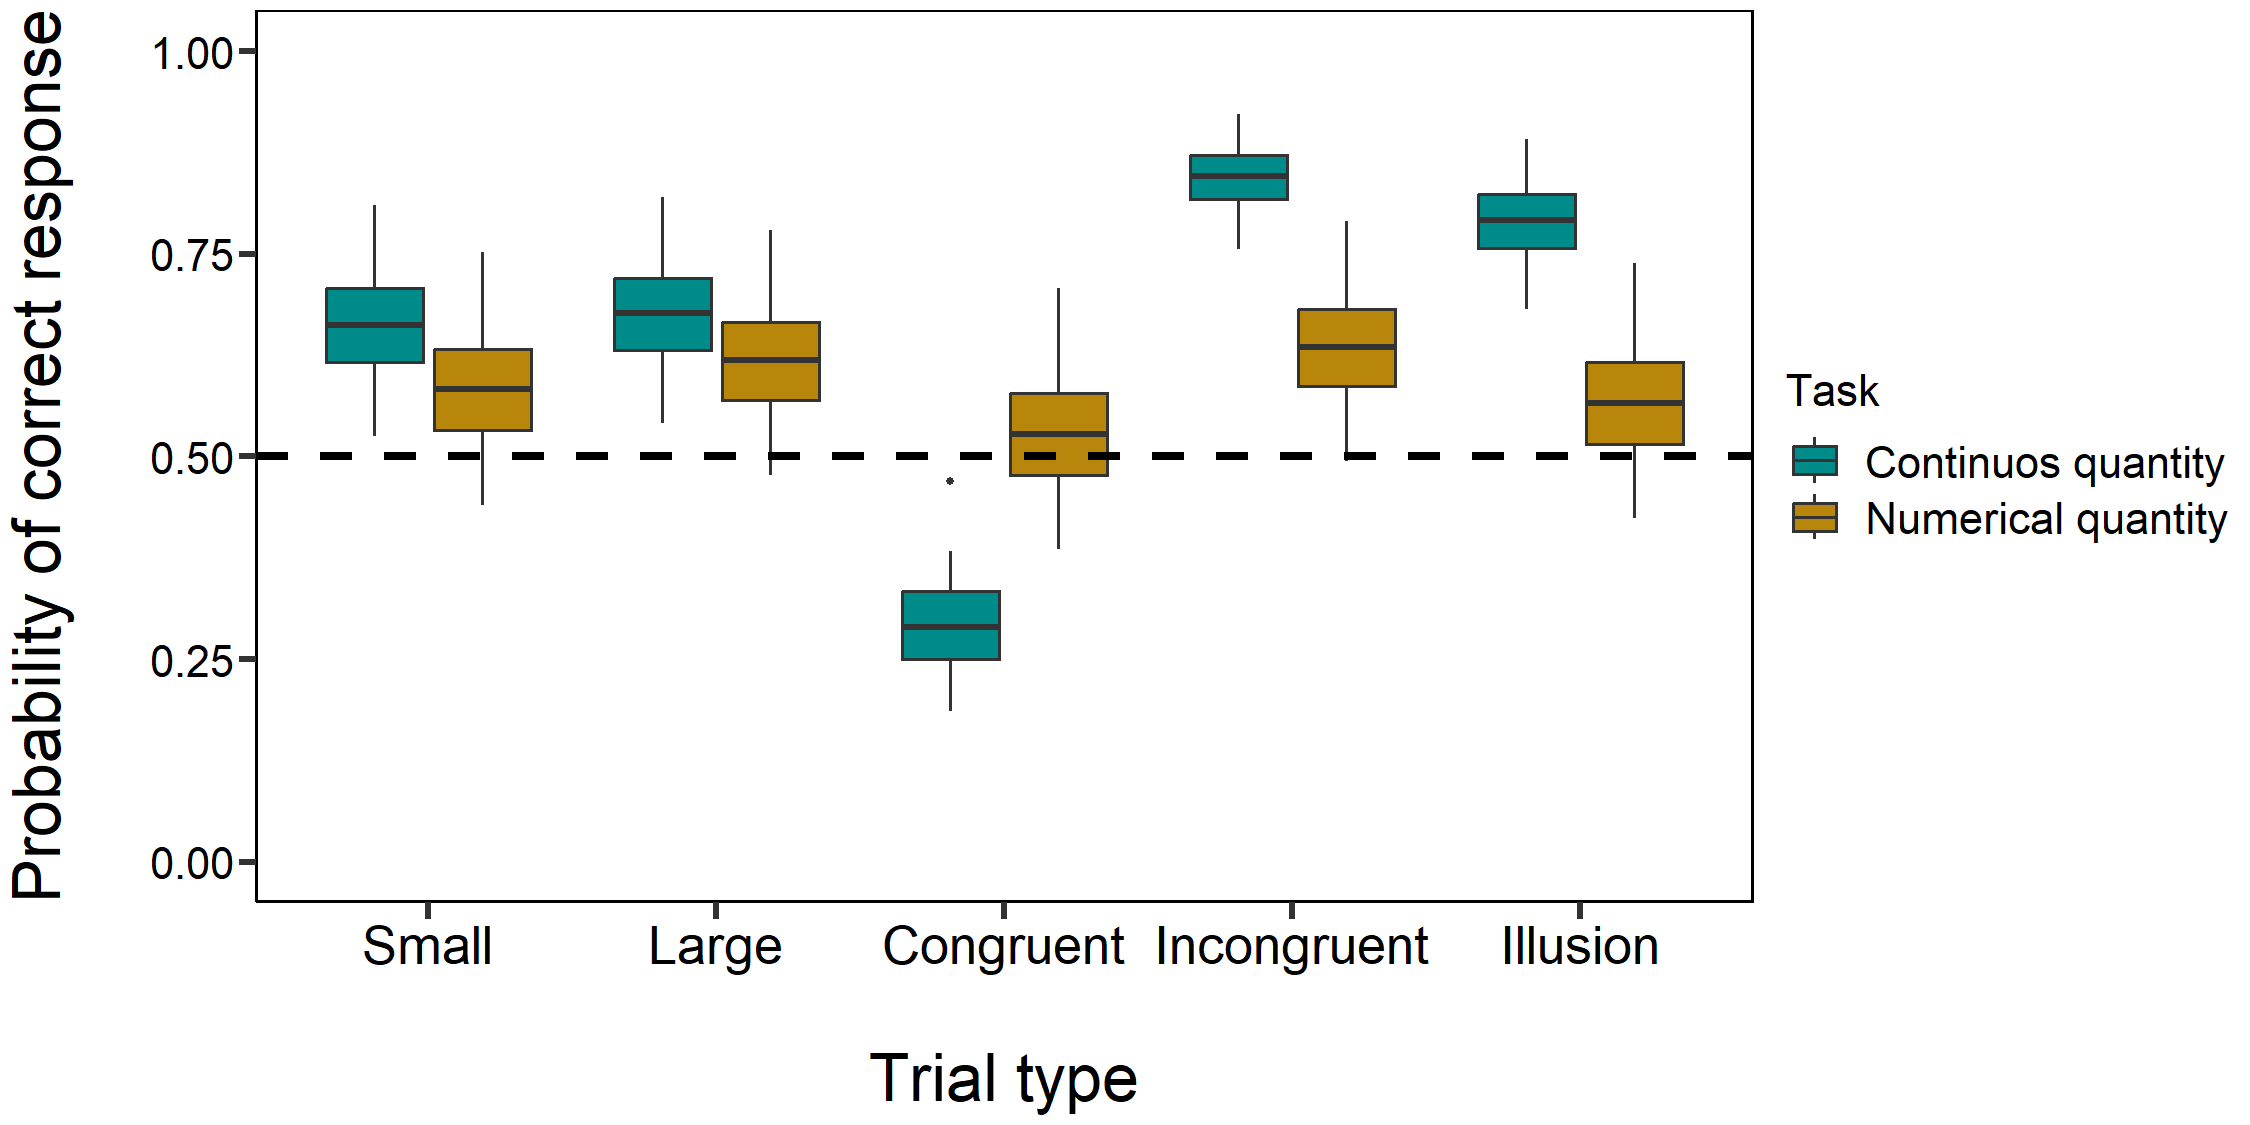 Probability of correct response
1.00
0.75
0.50
0.25
0.00
Small Large Congruent Incongruent Illusion
Trial type
Task
Continuos quantity
Numerical quantity